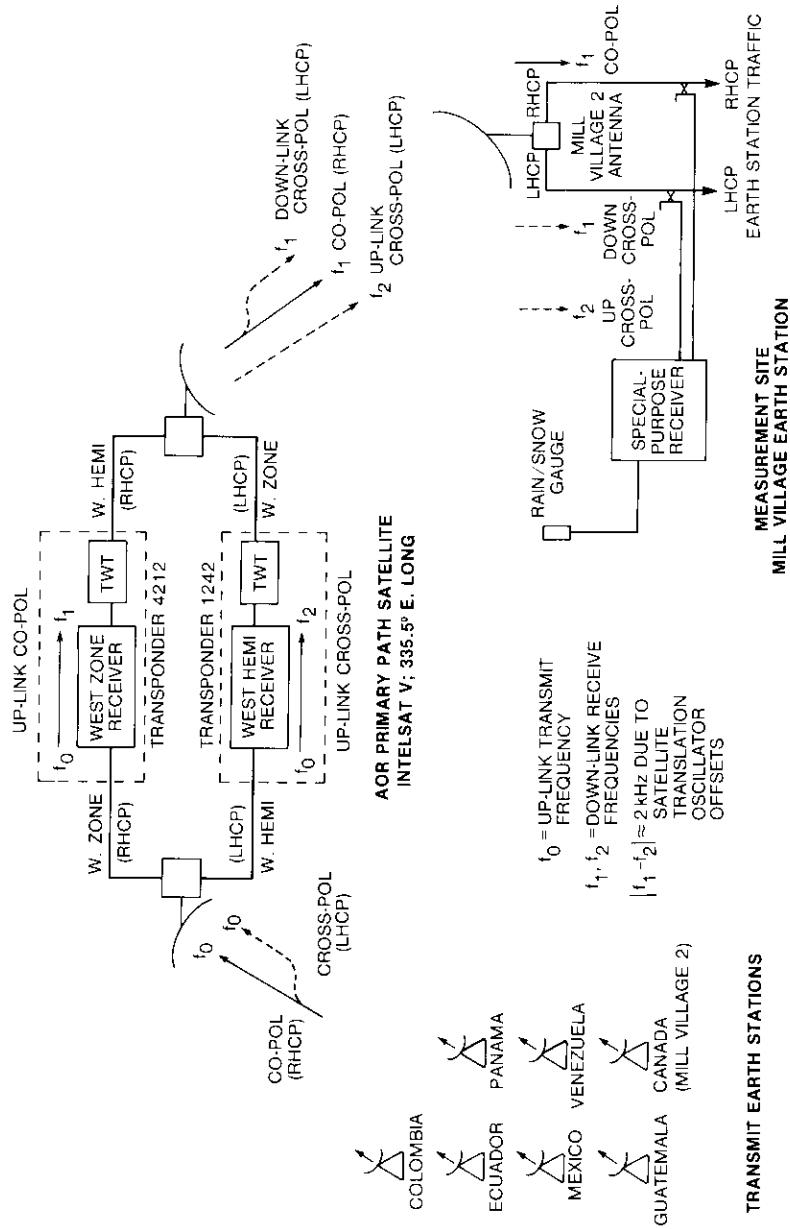 UP-LINK CO-POL
f0
f1
WEST ZONE
RECEIVER
TWT
TRANSPONDER 4212
W. ZONE
(RHCP)
W. HEMI
(RHCP)
TRANSPONDER 1242
WEST HEMI
RECEIVER
TWT
f0
f2
UP-LINK CROSS-POL
(LHCP)
W. HEMI
(LHCP)
W. ZONE
f0
f0
CO-POL
(RHCP)
CROSS-POL
(LHCP)
f1 DOWN-LINK
CROSS-POL (LHCP)
f1 CO-POL (RHCP)
f2 UP-LINK
CROSS-POL (LHCP)
AOR PRIMARY PATH SATELLITE
INTELSAT V; 335.5° E. LONG
COLOMBIA
ECUADOR
PANAMA
MEXICO
VENEZUELA
GUATEMALA
CANADA
(MILL VILLAGE 2)
TRANSMIT EARTH STATIONS
f0 = UP-LINK TRANSMIT
FREQUENCY
f1, f2 = DOWN-LINK RECEIVE
FREQUENCIES
|f1-f2| ≈ 2 kHz DUE TO
SATELLITE
TRANSLATION
OSCILLATOR
OFFSETS
RAIN/SNOW
GAUGE
SPECIAL-
PURPOSE
RECEIVER
f2
UP
CROSS-
POL
f1
DOWN
CROSS-
POL
LHCP
RHCP
MILL
VILLAGE 2
ANTENNA
f1
CO-POL
LHCP
RHCP
EARTH STATION TRAFFIC
MEASUREMENT SITE
MILL VILLAGE EARTH STATION